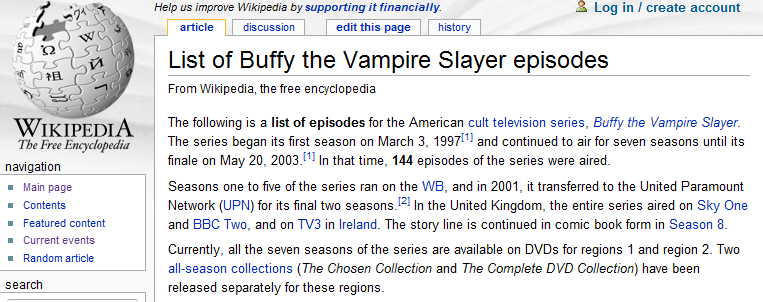 Help us improve Wikipedia by supporting it financially.
Log in / create account
article
discussion
edit this page
history
WIKIPEDIA
The Free Encyclopedia
List of Buffy the Vampire Slayer episodes
From Wikipedia, the free encyclopedia
The following is a list of episodes for the American cult television series, Buffy the Vampire Slayer.
The series began its first season on March 3, 1997[1] and continued to air for seven seasons until its
finale on May 20, 2003.[1] In that time, 144 episodes of the series were aired.
Seasons one to five of the series ran on the WB, and in 2001, it transferred to the United Paramount
Network (UPN) for its final two seasons.[2] In the United Kingdom, the entire series aired on Sky One
and BBC Two, and on TV3 in Ireland. The story line is continued in comic book form in Season 8.
Currently, all the seven seasons of the series are available on DVDs for regions 1 and region 2. Two
all-season collections (The Chosen Collection and The Complete DVD Collection) have been
released separately for these regions.
navigation
Main page
Contents
Featured content
Current events
Random article
search